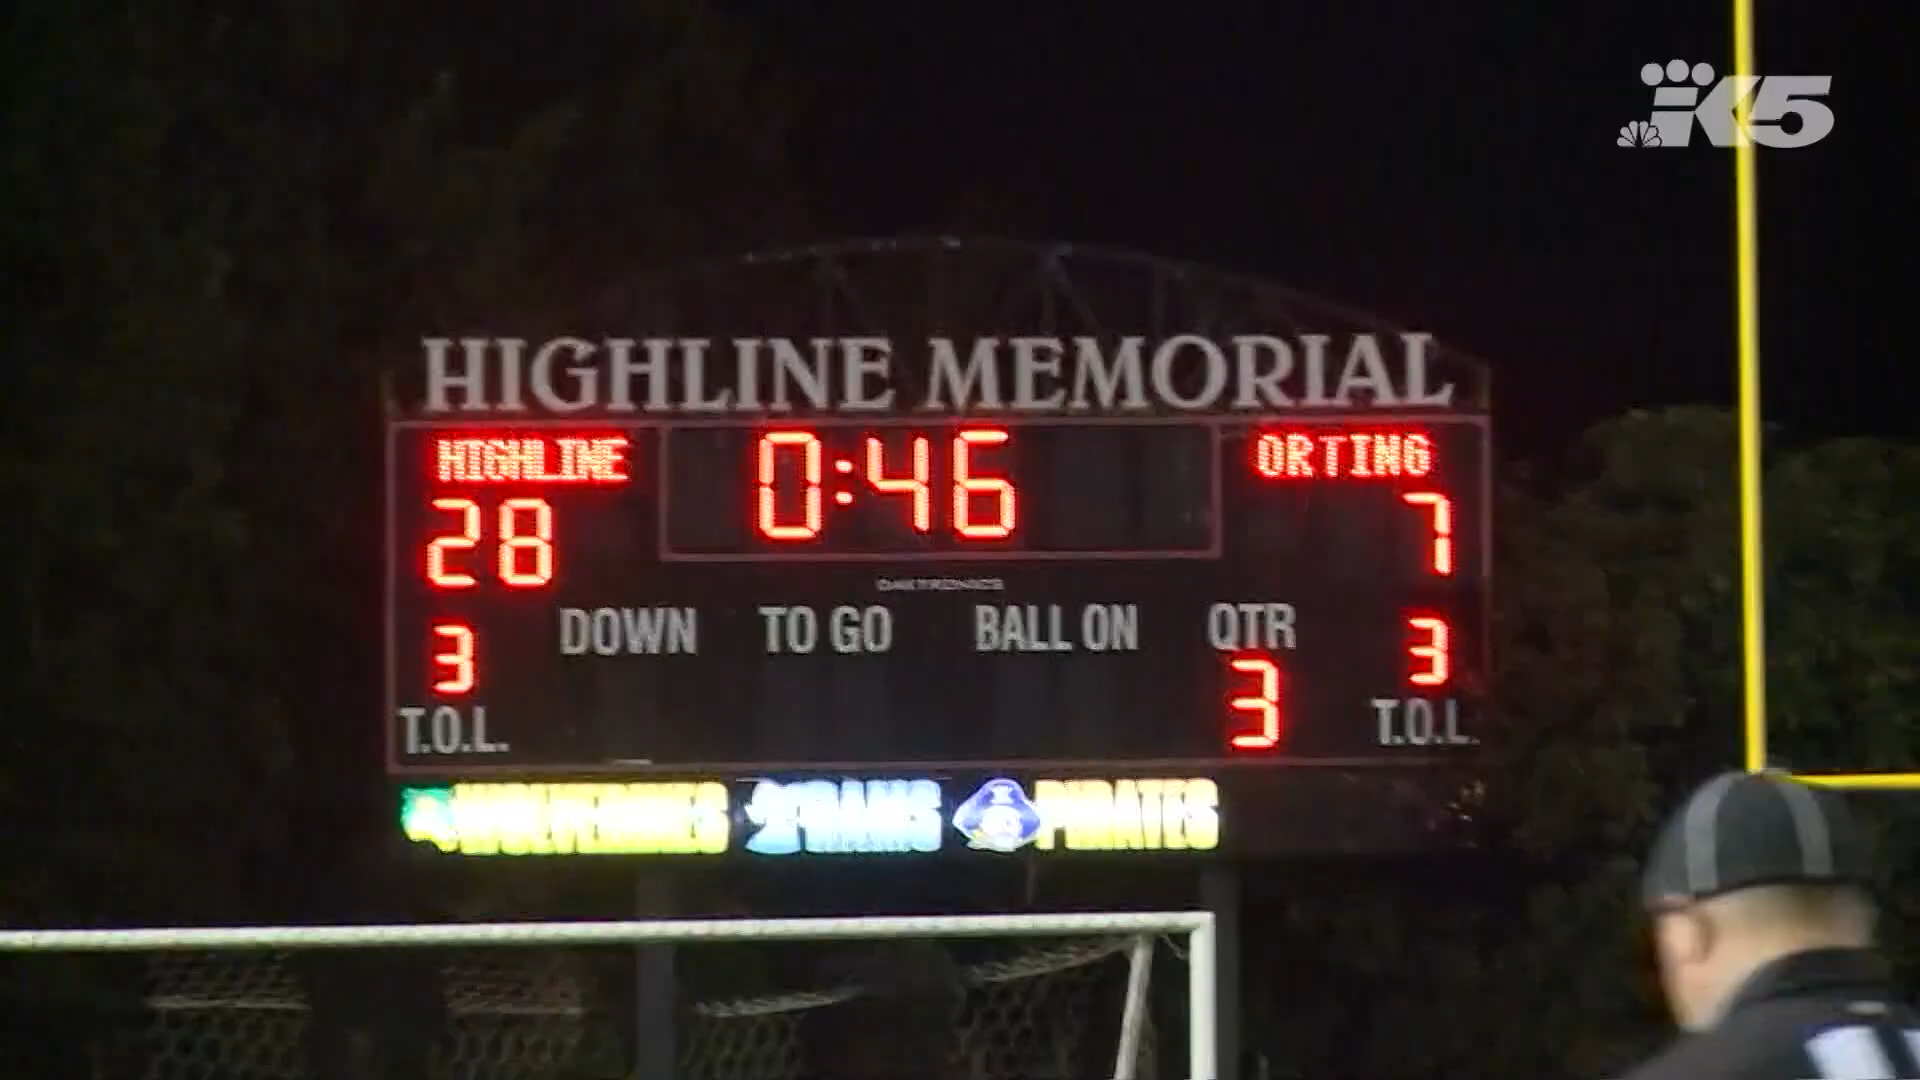 K5
HIGHLINE MEMORIAL
HIGHLINE 0:46 ORTING
28 7
DAKTRONICS
3 DOWN TO GO BALL ON QTR 3
3
T.O.L. T.O.L.
WOLVERINES RAMS PIRATES